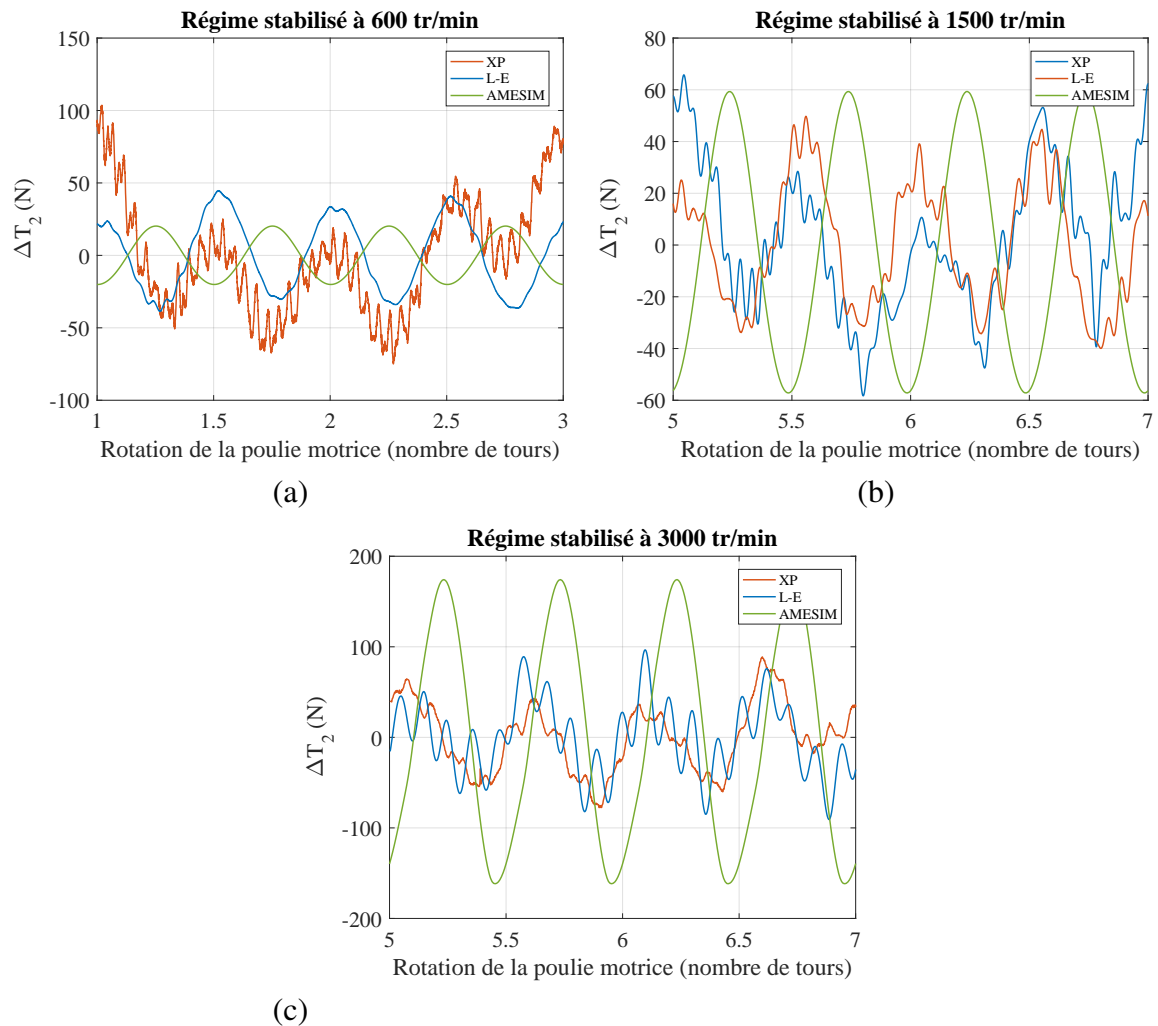 Régime stabilisé à 600 tr/min
150
100
50
0
-50
-100
ΔT₂ (N)
XP
L-E
AMESIM
1
1.5
2
2.5
3
Rotation de la poulie motrice (nombre de tours)
(a)
Régime stabilisé à 1500 tr/min
80
60
40
20
0
-20
-40
-60
ΔT₂ (N)
XP
L-E
AMESIM
5
5.5
6
6.5
7
Rotation de la poulie motrice (nombre de tours)
(b)
Régime stabilisé à 3000 tr/min
200
100
0
-100
-200
ΔT₂ (N)
XP
L-E
AMESIM
5
5.5
6
6.5
7
Rotation de la poulie motrice (nombre de tours)
(c)